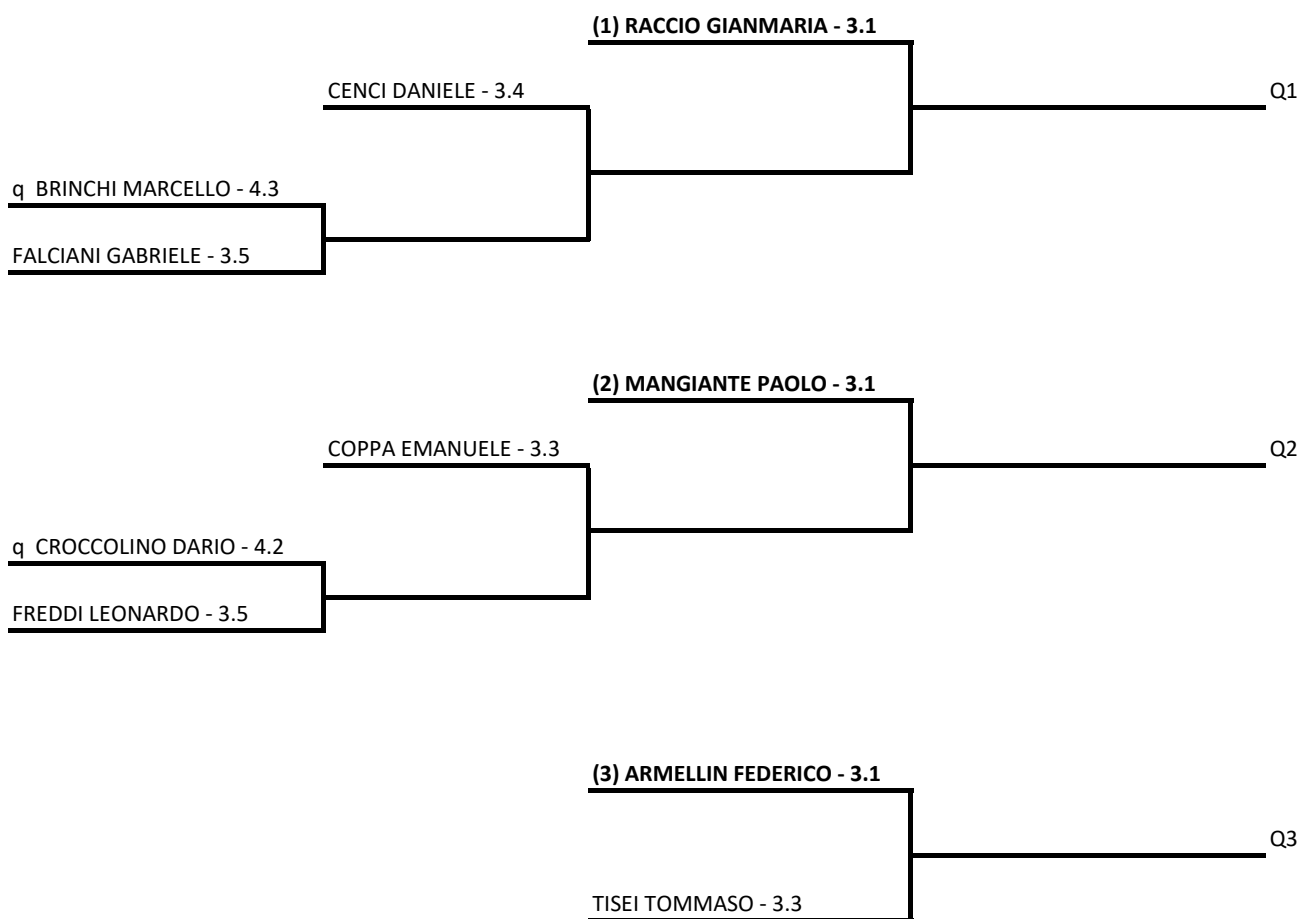 (1) RACCIO GIANMARIA - 3.1
CENCI DANIELE - 3.4
Q1
q BRINCHI MARCELLO - 4.3
FALCIANI GABRIELE - 3.5
(2) MANGIANTE PAOLO - 3.1
COPPA EMANUELE - 3.3
Q2
q CROCCOLINO DARIO - 4.2
FREDDI LEONARDO - 3.5
(3) ARMELLIN FEDERICO - 3.1
Q3
TISEI TOMMASO - 3.3